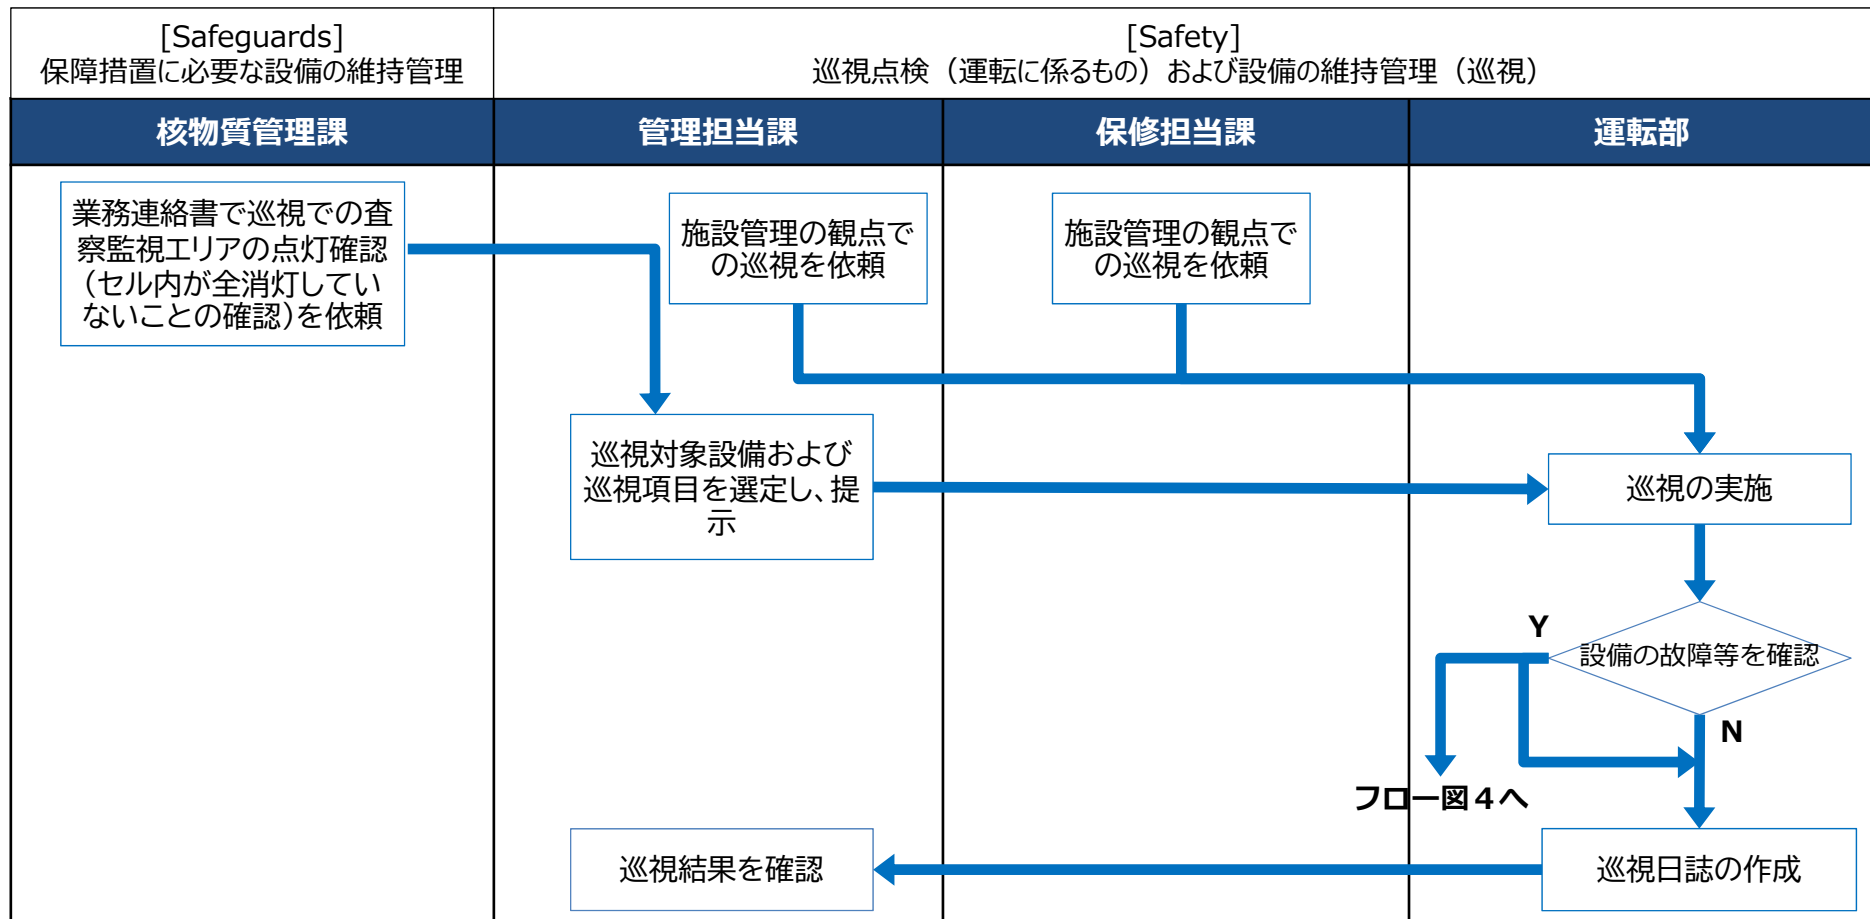 [Safeguards]
保障措置に必要な設備の維持管理
[Safety]
巡視点検（運転に係るもの）および設備の維持管理（巡視）
核物質管理課
管理担当課
保修担当課
運転部
業務連絡書で巡視での査
察監視エリアの点灯確認
（セル内が全消灯してい
ないことの確認）を依頼
施設管理の観点で
の巡視を依頼
施設管理の観点で
の巡視を依頼
巡視対象設備および
巡視項目を選定し、提
示
巡視の実施
Y
設備の故障等を確認
N
フロー図４へ
巡視結果を確認
巡視日誌の作成